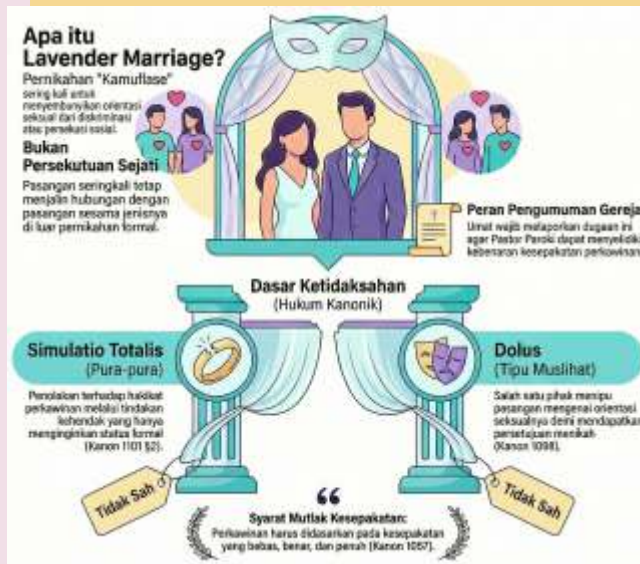 Apa itu
Lavender Marriage?
Pernikahan "Kamuflase"
sering kali untuk
menyembunyikan orientasi
seksual dari diskriminasi
atau persekusi sosial.
Bukan
Persekutuan Sejati
Pasangan seringkali tetap
menjalin hubungan dengan
pasangan sesama jenisnya
di luar pernikahan formal.
Peran Pengumuman Gereja
Umat wajib melaporkan dugaan ini
agar Pastor Paroki dapat menyelidiki
kebenaran kesepakatan perkawinan
Dasar Ketidaksahan
(Hukum Kanonik)
Simulatio Totalis
(Pura-pura)
Penolakan terhadap hakikat
perkawinan melalui tindakan
kehendak yang hanya
menginginkan status formal
(Kanon 1101 §2).
Tidak Sah
Dolus
(Tipu Muslihat)
Salah satu pihak menipu
pasangan mengenai orientasi
seksualnya demi mendapatkan
persetujuan menikah
(Kanon 1098).
Tidak Sah
“
Syarat Mutlak Kesepakatan:
Perkawinan harus didasarkan pada kesepakatan
yang bebas, benar, dan penuh (Kanon 1057).